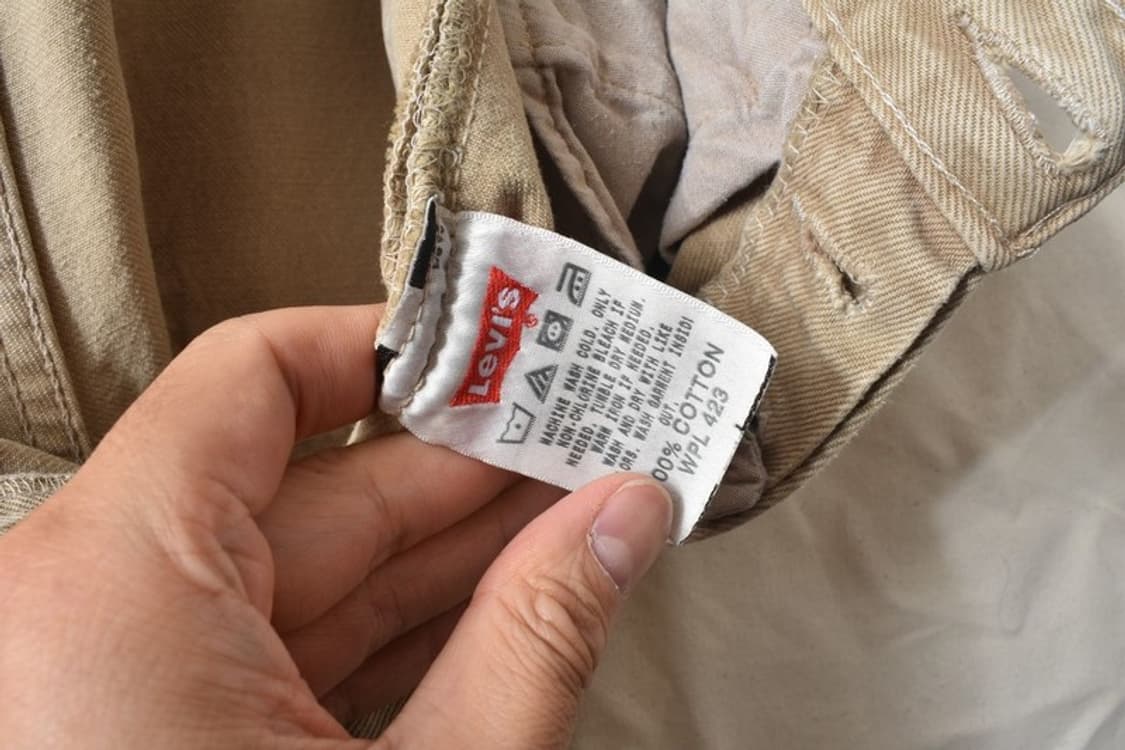 Levi's®
MACHINE WASH COLD. ONLY
NON-CHLORINE BLEACH IF
NEEDED. TUMBLE DRY MEDIUM.
WARM IRON IF NEEDED.
WASH AND DRY WITH LIKE
ORS. WASH GARMENT INSIDE
OUT.
00% COTTON
WPL 423